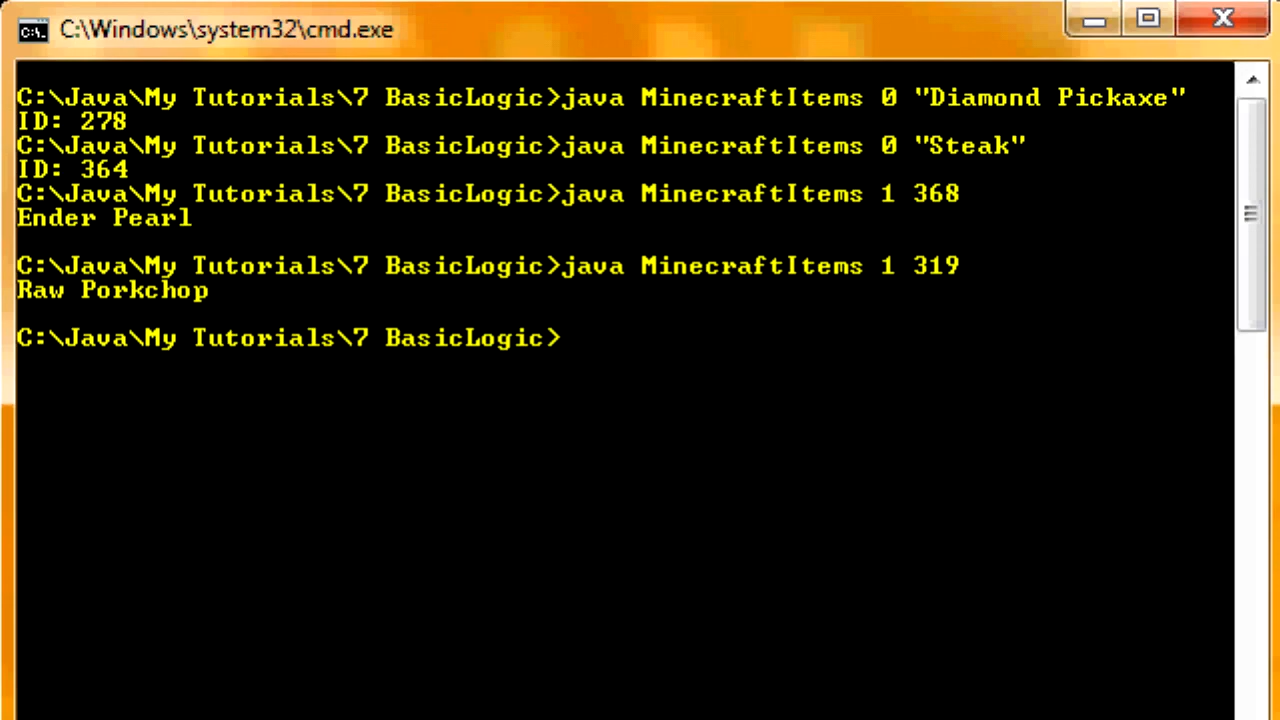 C:\Windows\system32\cmd.exe
C:\Java\My Tutorials\7 BasicLogic>java MinecraftItems 0 "Diamond Pickaxe"
ID: 278
C:\Java\My Tutorials\7 BasicLogic>java MinecraftItems 0 "Steak"
ID: 364
C:\Java\My Tutorials\7 BasicLogic>java MinecraftItems 1 368
Ender Pearl
C:\Java\My Tutorials\7 BasicLogic>java MinecraftItems 1 319
Raw Porkchop
C:\Java\My Tutorials\7 BasicLogic>